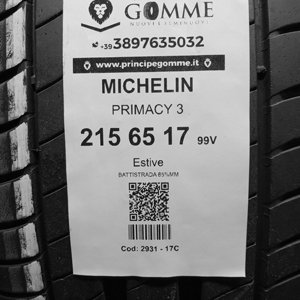 GOMME
+39 3897635032
www.principegomme.it
MICHELIN
PRIMACY 3
215 65 17 99V
Estive
BATTISTRADA 85%MM
Cod: 2931 - 17C